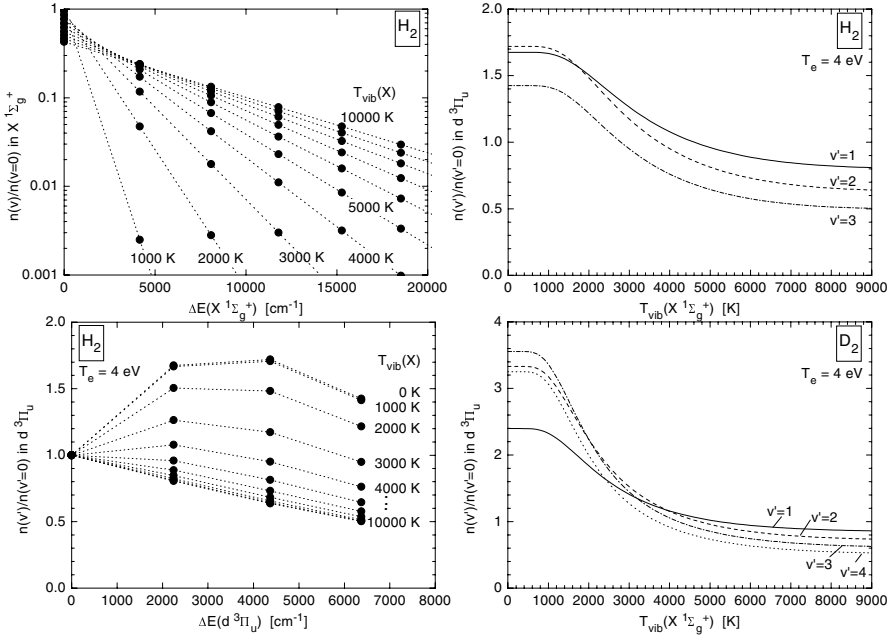 H2
Tvib(X)
10000 K
5000 K
1000 K
2000 K
3000 K
4000 K
1
0.1
0.01
0.001
0
5000
10000
15000
20000
n(v)/n(v=0) in X ¹Σg⁺
ΔE(X ¹Σg⁺) [cm⁻¹]
H2
Te = 4 eV
v'=1
v'=2
v'=3
2.0
1.5
1.0
0.5
0.0
0 1000 2000 3000 4000 5000 6000 7000 8000 9000
n(v')/n(v'=0) in d ³Πu
Tvib(X ¹Σg⁺) [K]
H2
Te = 4 eV
Tvib(X)
0 K
1000 K
2000 K
3000 K
4000 K
⋮
10000 K
2.0
1.5
1.0
0.5
0.0
0 1000 2000 3000 4000 5000 6000 7000 8000
n(v')/n(v'=0) in d ³Πu
ΔE(d ³Πu) [cm⁻¹]
D2
Te = 4 eV
v'=1
v'=2
v'=3
v'=4
4
3
2
1
0
0 1000 2000 3000 4000 5000 6000 7000 8000 9000
n(v')/n(v'=0) in d ³Πu
Tvib(X ¹Σg⁺) [K]